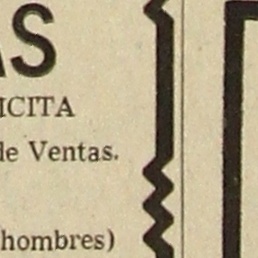 AS
ICITA
de Ventas.
hombres)